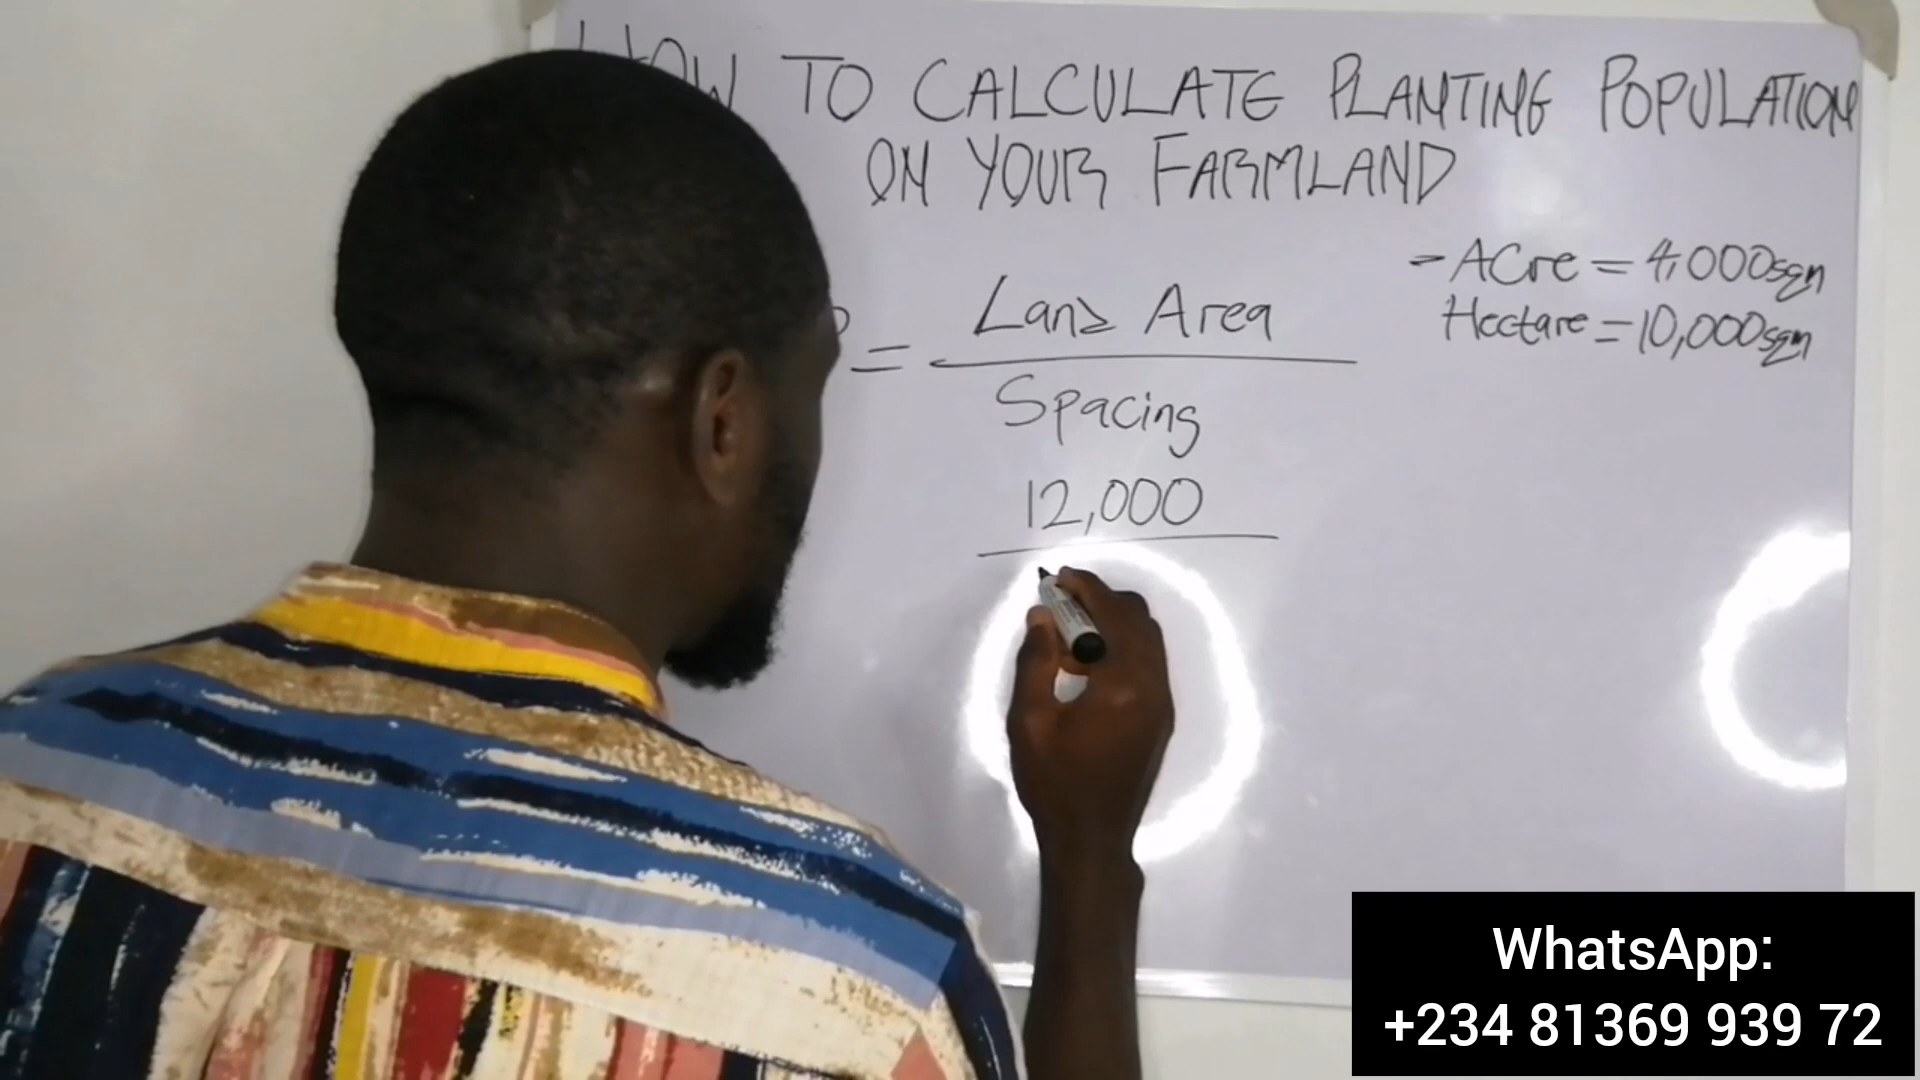 HOW TO CALCULATE PLANTING POPULATION
ON YOUR FARMLAND
- ACre = 4,000sqm
Hectare = 10,000sqm
P = Land Area
Spacing
12,000
WhatsApp:
+234 81369 939 72